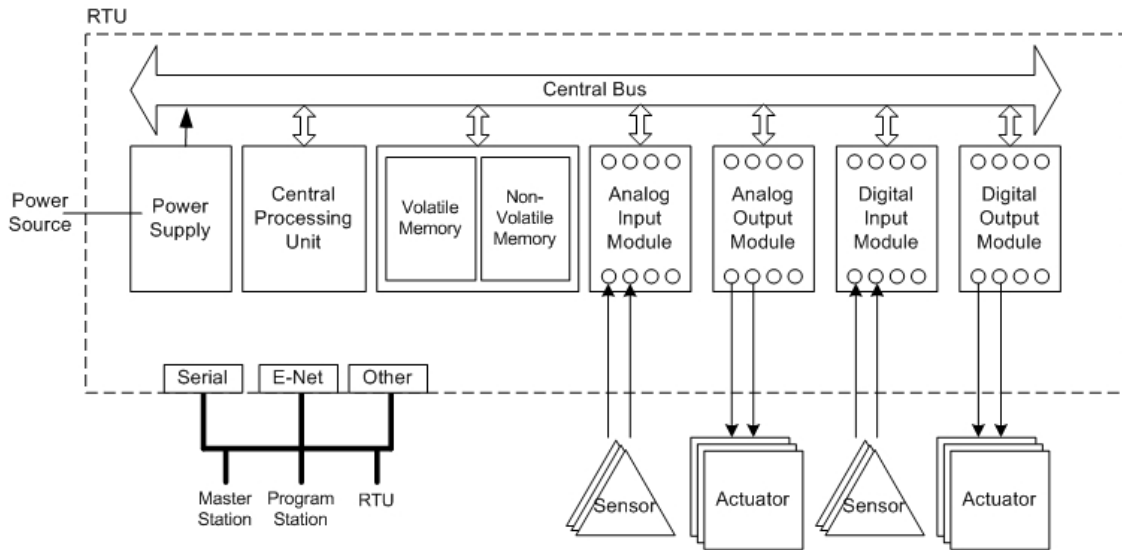 RTU
Central Bus
Power
Source
Power
Supply
Central
Processing
Unit
Volatile
Memory
Non-
Volatile
Memory
Analog
Input
Module
Analog
Output
Module
Digital
Input
Module
Digital
Output
Module
Serial
E-Net
Other
Master
Station
Program
Station
RTU
Sensor
Actuator
Sensor
Actuator